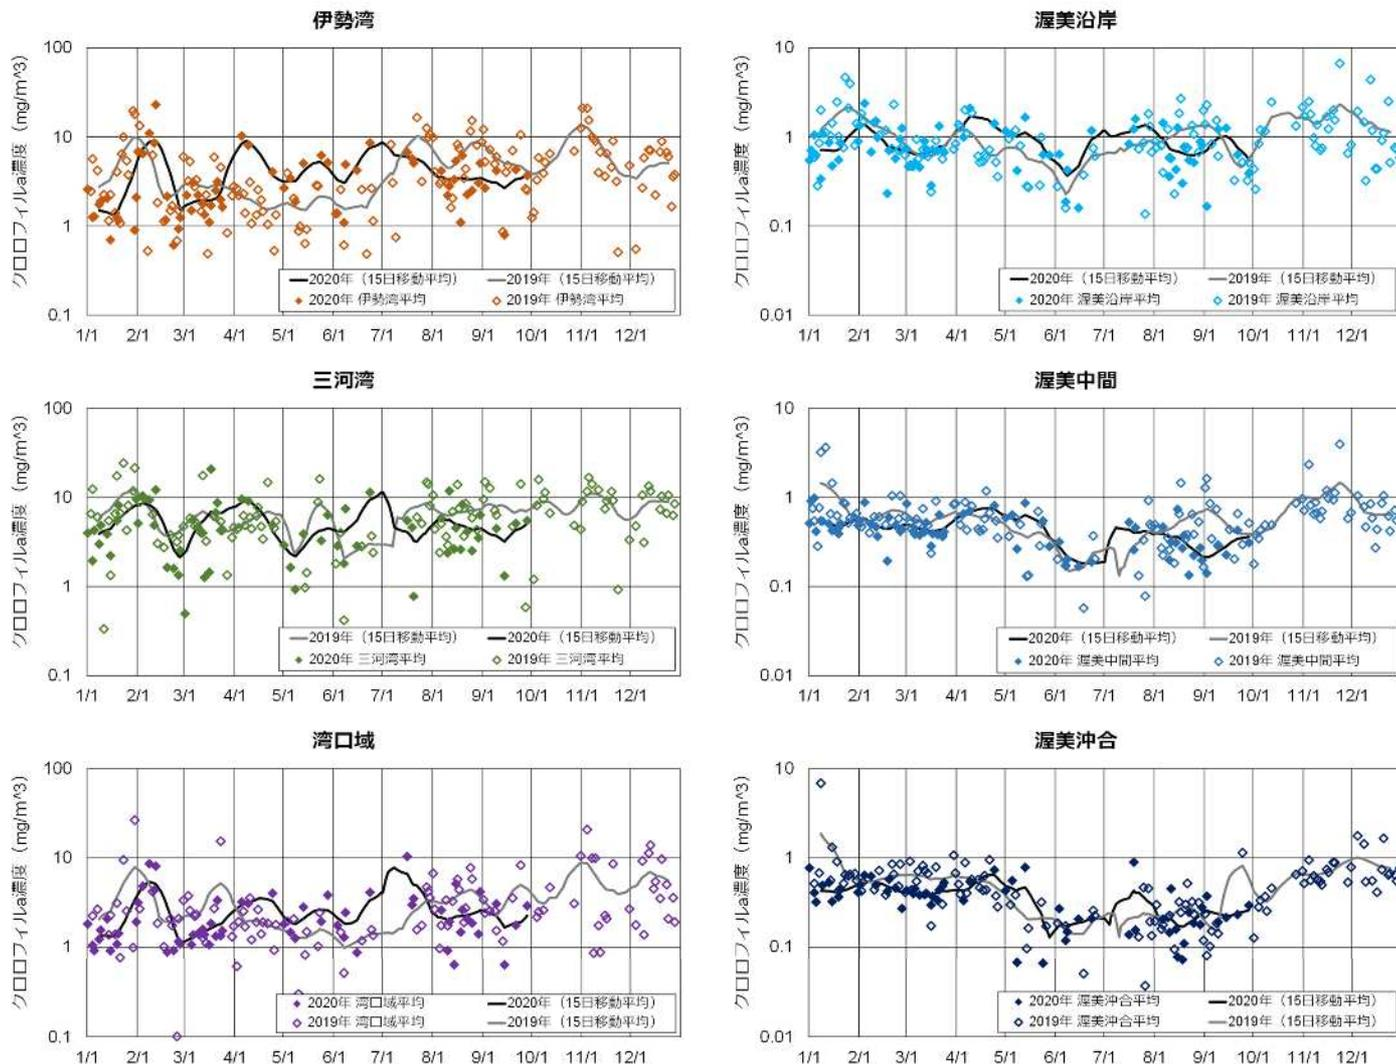 伊勢湾
クロロフィルa濃度（mg/m^3）
100
10
1
0.1
2020年（15日移動平均）
2019年（15日移動平均）
2020年 伊勢湾平均
2019年 伊勢湾平均
1/1 2/1 3/1 4/1 5/1 6/1 7/1 8/1 9/1 10/1 11/1 12/1
渥美沿岸
クロロフィルa濃度（mg/m^3）
10
1
0.1
0.01
2020年（15日移動平均）
2019年（15日移動平均）
2020年 渥美沿岸平均
2019年 渥美沿岸平均
1/1 2/1 3/1 4/1 5/1 6/1 7/1 8/1 9/1 10/1 11/1 12/1
三河湾
クロロフィルa濃度（mg/m^3）
100
10
1
0.1
2019年（15日移動平均）
2020年（15日移動平均）
2020年 三河湾平均
2019年 三河湾平均
1/1 2/1 3/1 4/1 5/1 6/1 7/1 8/1 9/1 10/1 11/1 12/1
渥美中間
クロロフィルa濃度（mg/m^3）
10
1
0.1
0.01
2020年（15日移動平均）
2019年（15日移動平均）
2020年 渥美中間平均
2019年 渥美中間平均
1/1 2/1 3/1 4/1 5/1 6/1 7/1 8/1 9/1 10/1 11/1 12/1
湾口域
クロロフィルa濃度（mg/m^3）
100
10
1
0.1
2020年 湾口域平均
2020年（15日移動平均）
2019年 湾口域平均
2019年（15日移動平均）
1/1 2/1 3/1 4/1 5/1 6/1 7/1 8/1 9/1 10/1 11/1 12/1
渥美沖合
クロロフィルa濃度（mg/m^3）
10
1
0.1
0.01
2020年 渥美沖合平均
2020年（15日移動平均）
2019年 渥美沖合平均
2019年（15日移動平均）
1/1 2/1 3/1 4/1 5/1 6/1 7/1 8/1 9/1 10/1 11/1 12/1